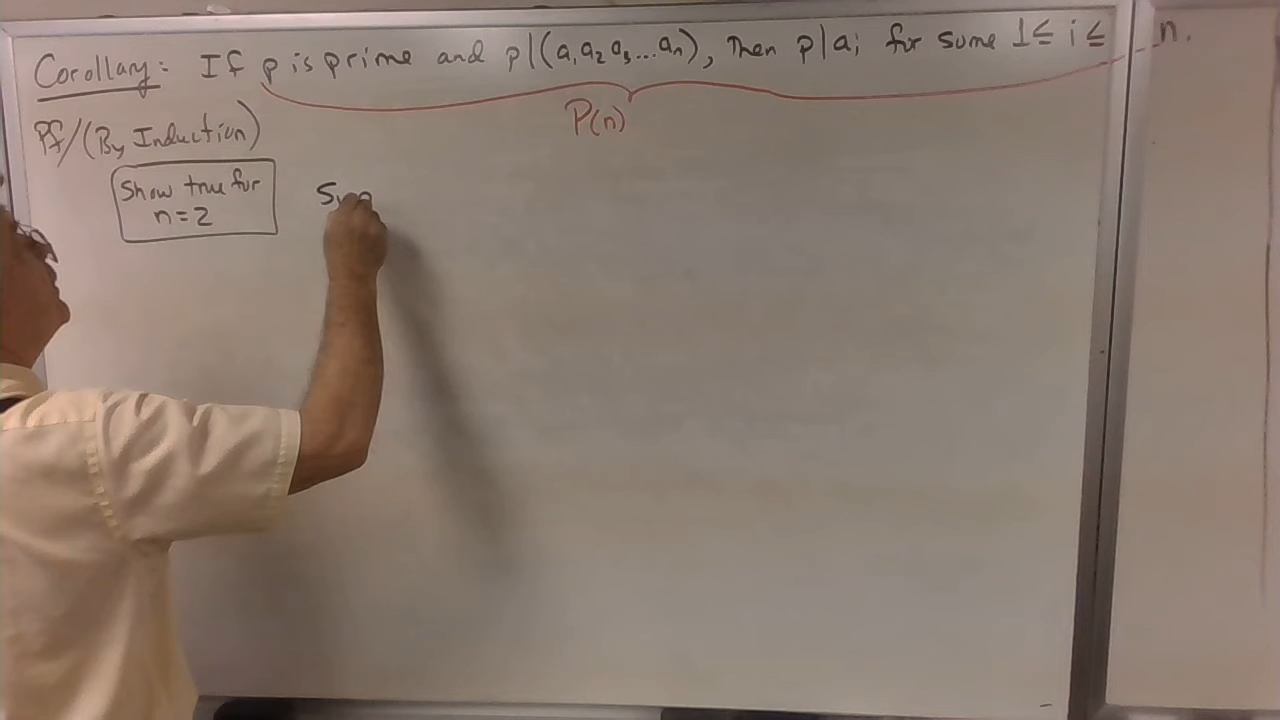 Corollary: If p is prime and p|(a₁a₂a₃...aₙ), Then p|aᵢ for some 1≤ i ≤ n.
P(n)
Pf/(By Induction)
Show true for
n=2
Sup